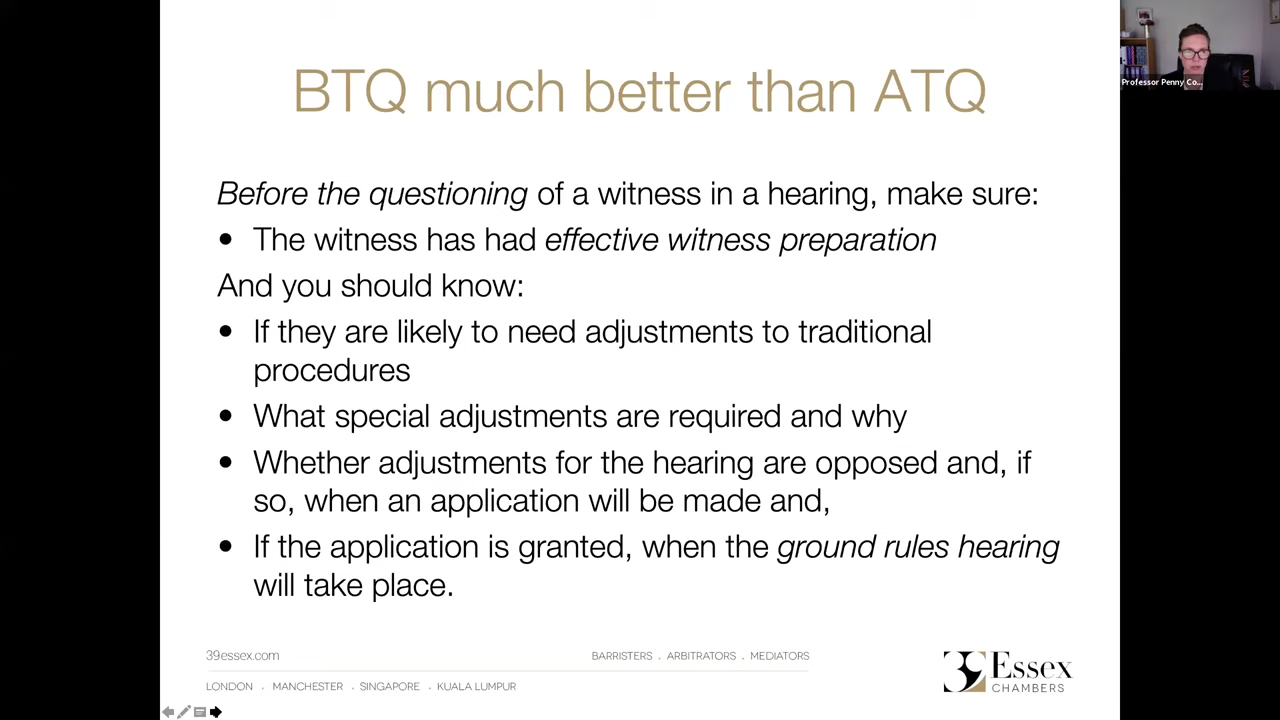 BTQ much better than ATQ
Professor Penny Co...
Before the questioning of a witness in a hearing, make sure:
• The witness has had effective witness preparation
And you should know:
• If they are likely to need adjustments to traditional
procedures
• What special adjustments are required and why
• Whether adjustments for the hearing are opposed and, if
so, when an application will be made and,
• If the application is granted, when the ground rules hearing
will take place.
39essex.com
BARRISTERS . ARBITRATORS . MEDIATORS
LONDON . MANCHESTER . SINGAPORE . KUALA LUMPUR
39 Essex
CHAMBERS